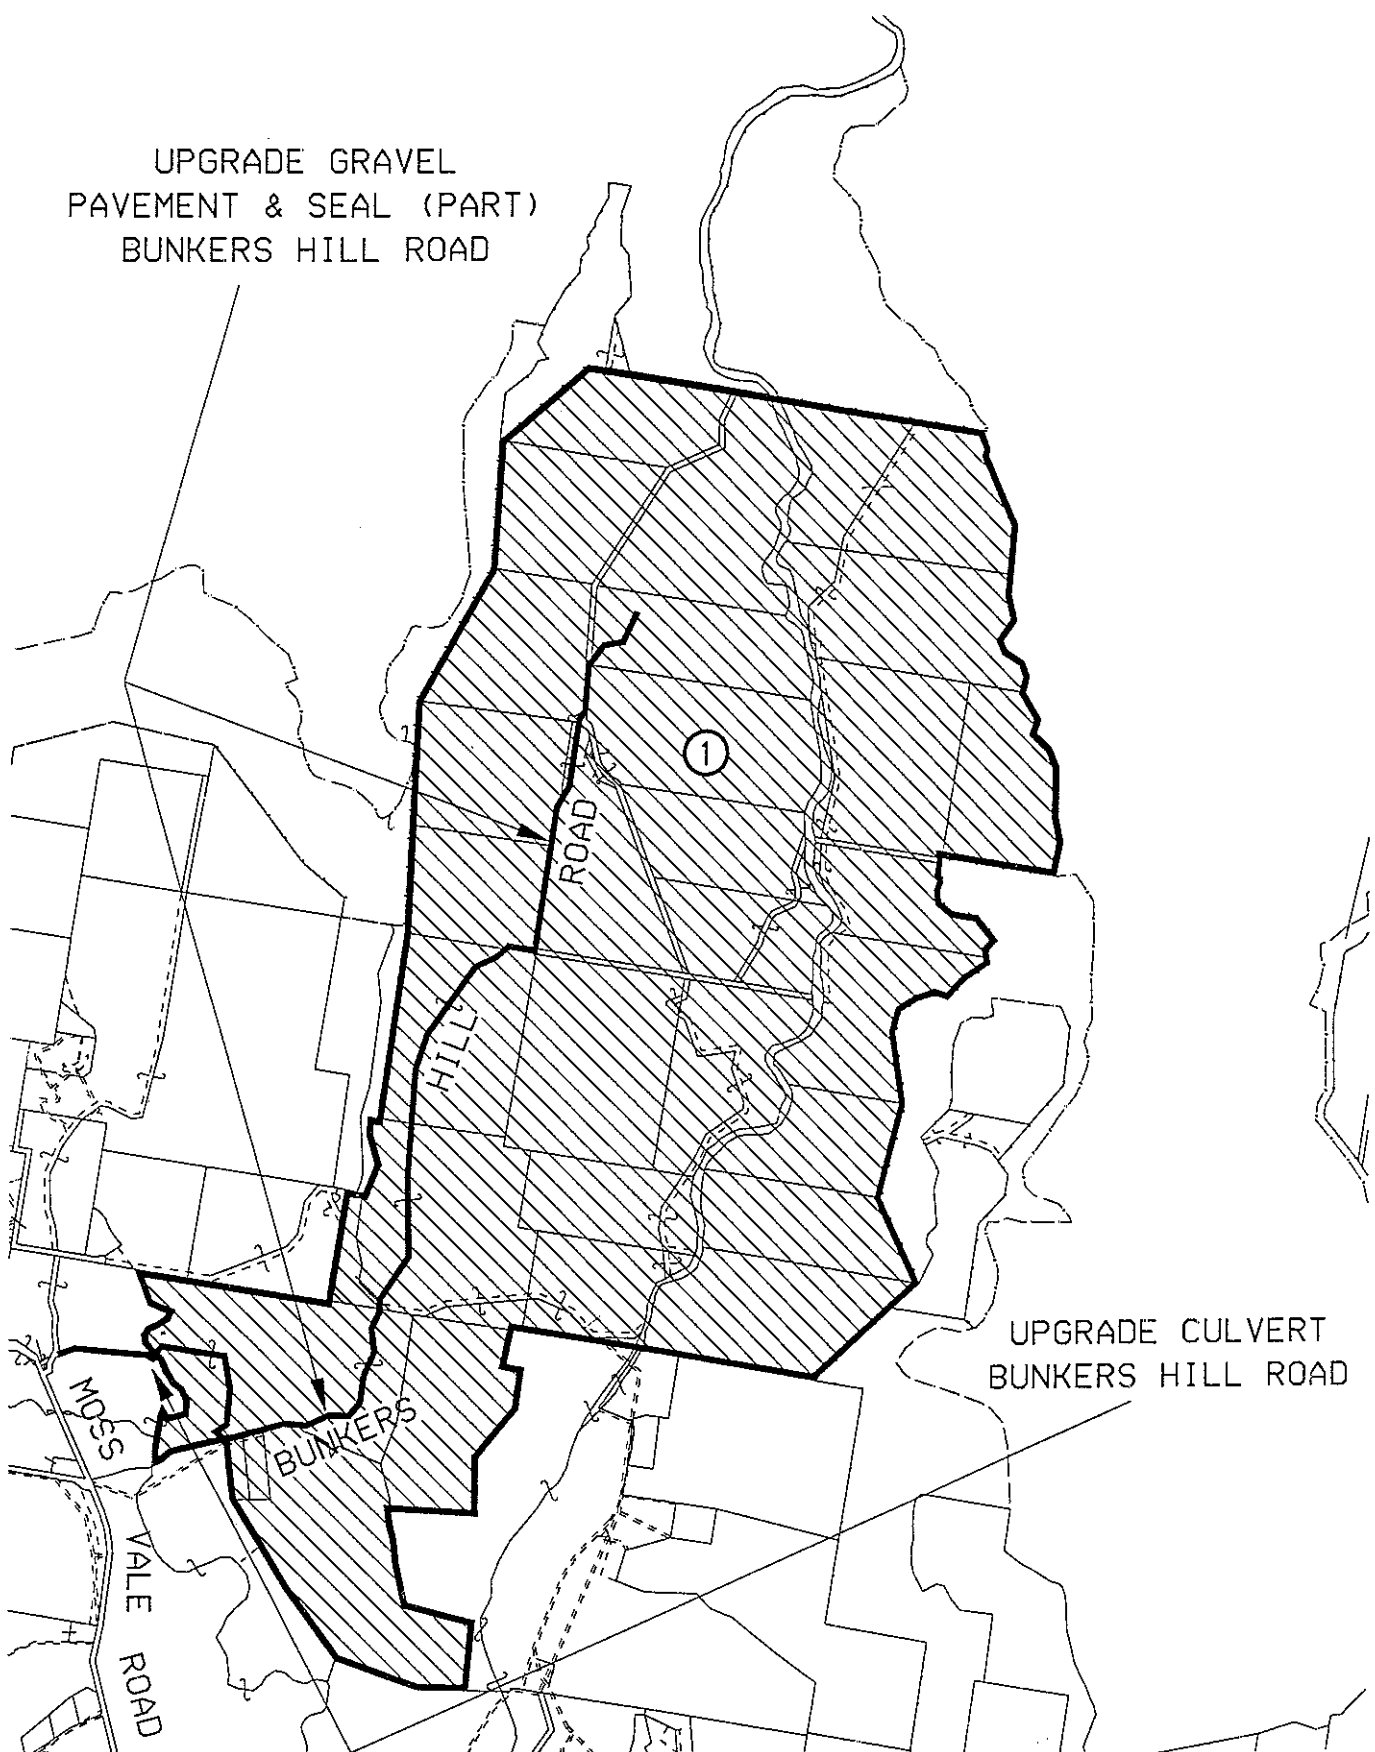 UPGRADE GRAVEL
PAVEMENT & SEAL (PART)
BUNKERS HILL ROAD
1
ROAD
HILL
BUNKERS
UPGRADE CULVERT
BUNKERS HILL ROAD
MOSS
VALE
ROAD